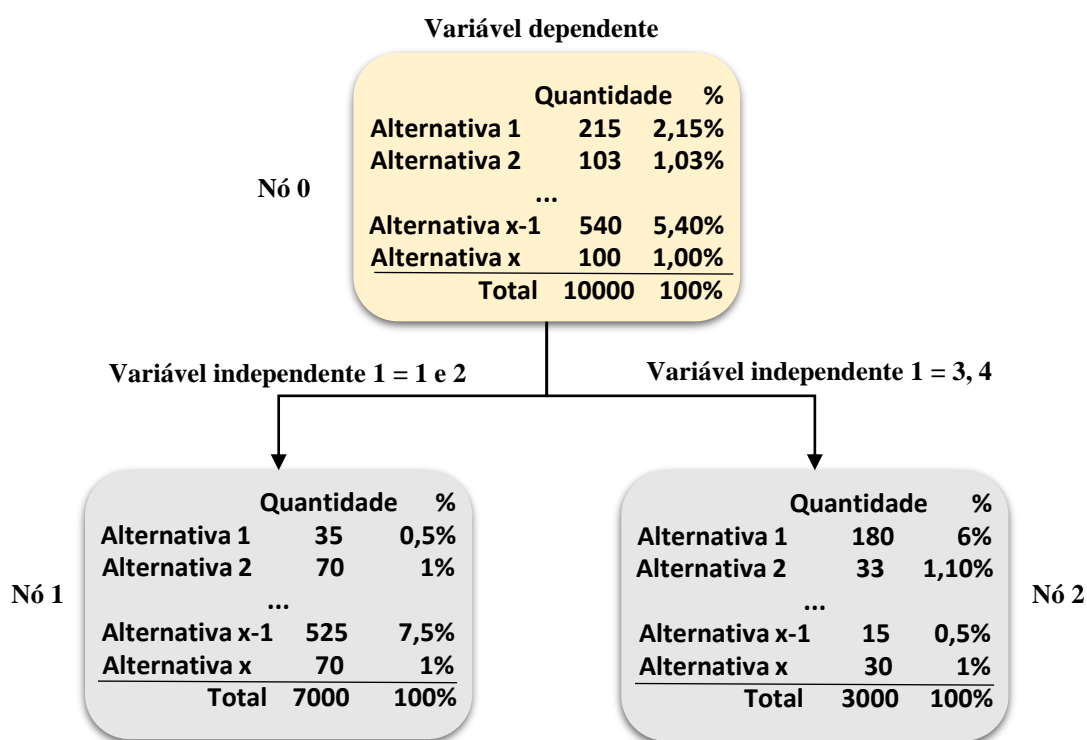 Variável dependente
Quantidade %
Alternativa 1 215 2,15%
Alternativa 2 103 1,03%
Nó 0
...
Alternativa x-1 540 5,40%
Alternativa x 100 1,00%
Total 10000 100%
Variável independente 1 = 1 e 2
Variável independente 1 = 3, 4
Quantidade %
Alternativa 1 35 0,5%
Alternativa 2 70 1%
Nó 1
...
Alternativa x-1 525 7,5%
Alternativa x 70 1%
Total 7000 100%
Quantidade %
Alternativa 1 180 6%
Alternativa 2 33 1,10%
Nó 2
...
Alternativa x-1 15 0,5%
Alternativa x 30 1%
Total 3000 100%